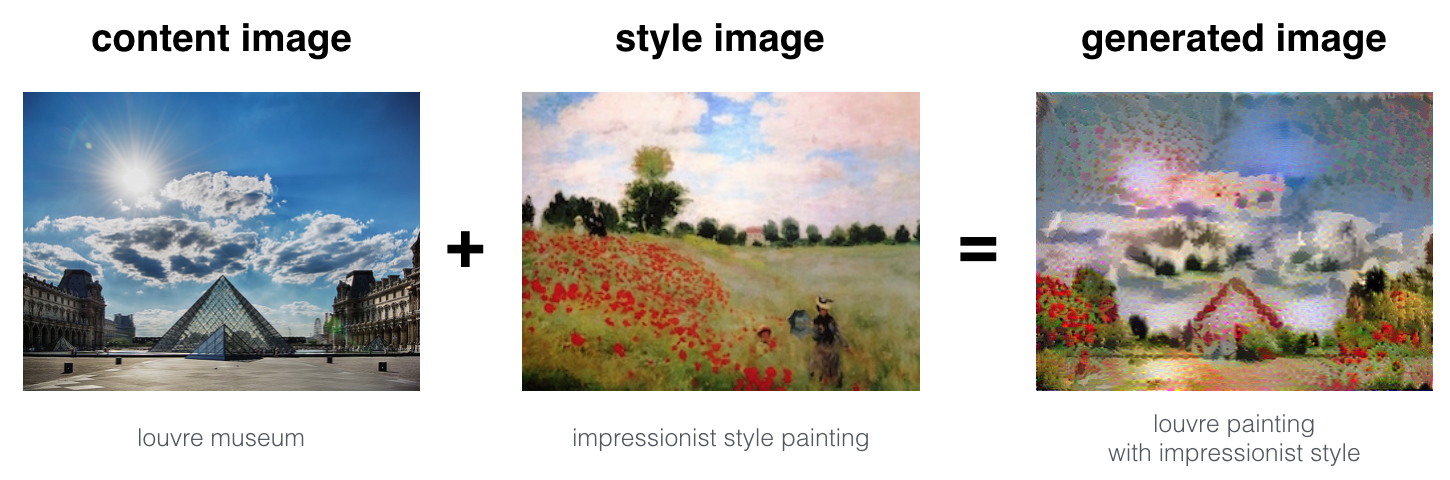 content image
style image
generated image
+
=
louvre museum
impressionist style painting
louvre painting
with impressionist style